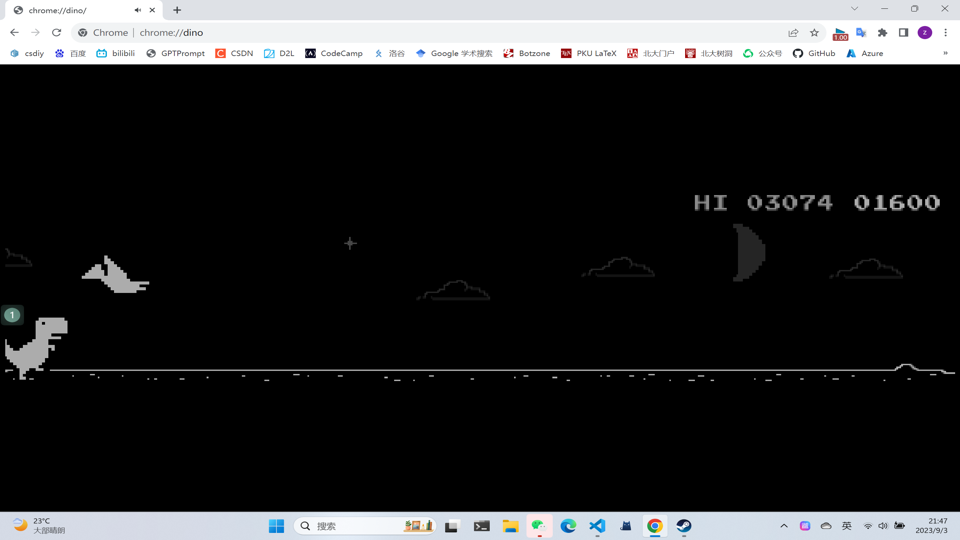 chrome://dino/
Chrome | chrome://dino
1.00
z
csdiy 百度 bilibili GPTPrompt CSDN D2L CodeCamp 洛谷 Google 学术搜索 Botzone PKU LaTeX 北大门户 北大树洞 公众号 GitHub Azure »
HI 03074 01600
1
23°C
大部晴朗
搜索
英
21:47
2023/9/3